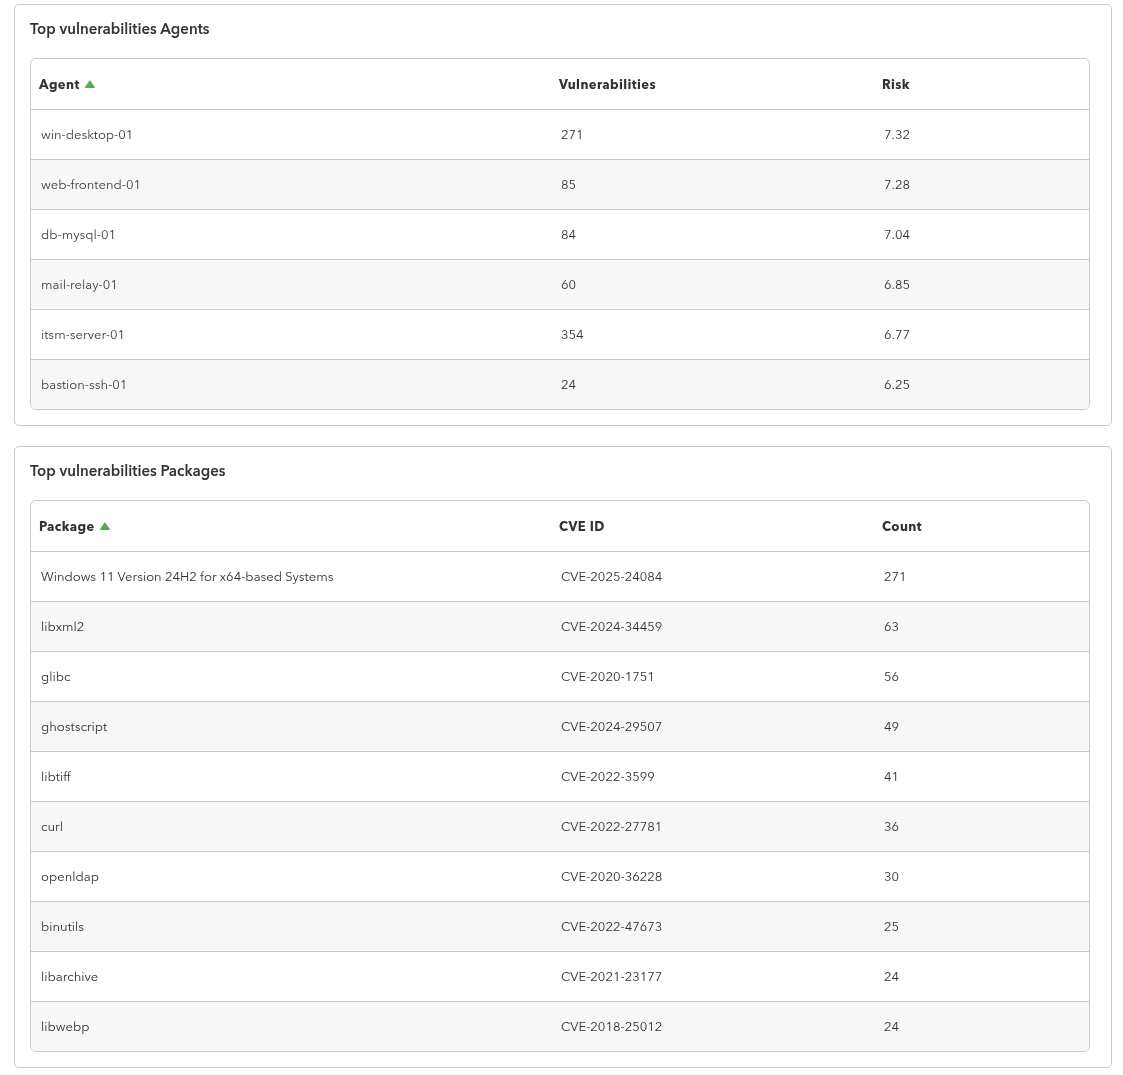 Top vulnerabilities Agents
Agent Vulnerabilities Risk
win-desktop-01 271 7.32
web-frontend-01 85 7.28
db-mysql-01 84 7.04
mail-relay-01 60 6.85
itsm-server-01 354 6.77
bastion-ssh-01 24 6.25
Top vulnerabilities Packages
Package CVE ID Count
Windows 11 Version 24H2 for x64-based Systems CVE-2025-24084 271
libxml2 CVE-2024-34459 63
glibc CVE-2020-1751 56
ghostscript CVE-2024-29507 49
libtiff CVE-2022-3599 41
curl CVE-2022-27781 36
openldap CVE-2020-36228 30
binutils CVE-2022-47673 25
libarchive CVE-2021-23177 24
libwebp CVE-2018-25012 24